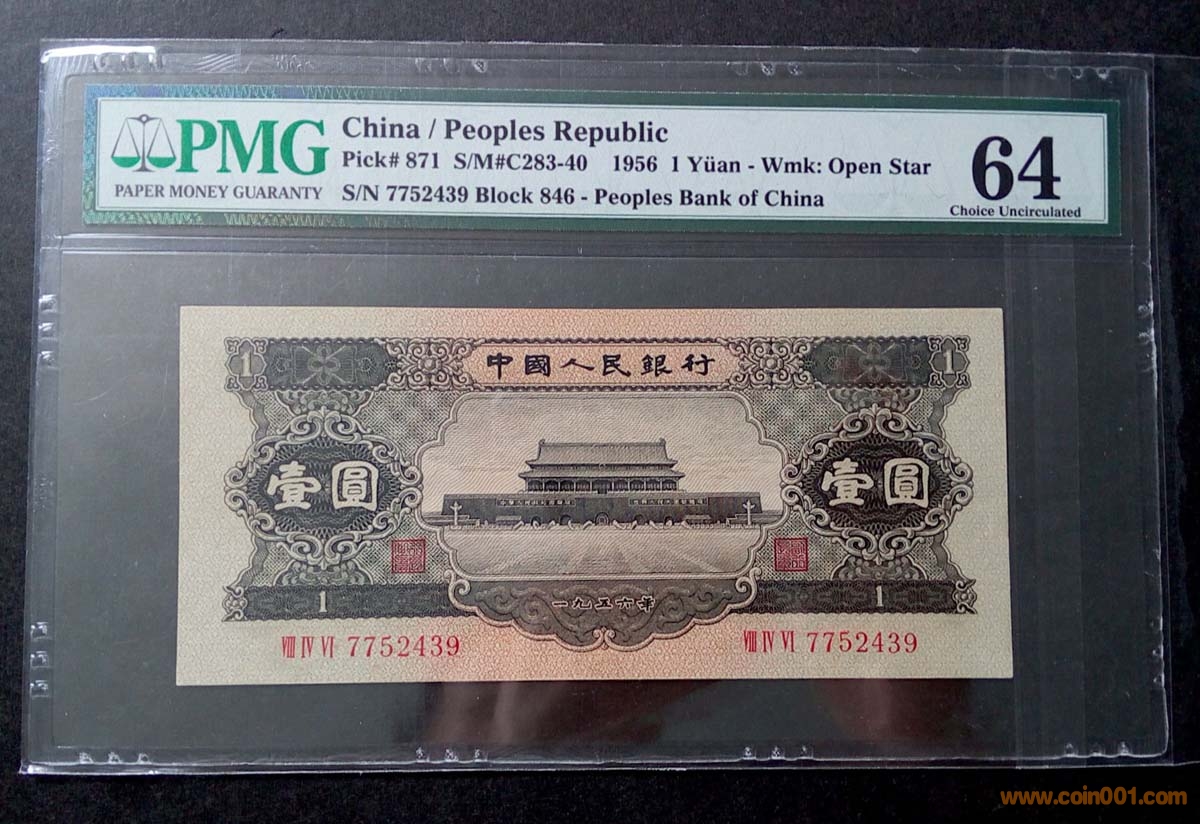 PMG
PAPER MONEY GUARANTY
China / Peoples Republic
Pick# 871 S/M#C283-40 1956 1 Yüan - Wmk: Open Star
S/N 7752439 Block 846 - Peoples Bank of China
64
Choice Uncirculated
1 中國人民銀行 1
壹圓 壹圓
1 一九五六年 1
Ⅷ Ⅳ Ⅵ 7752439 Ⅷ Ⅳ Ⅵ 7752439
www.coin001.com